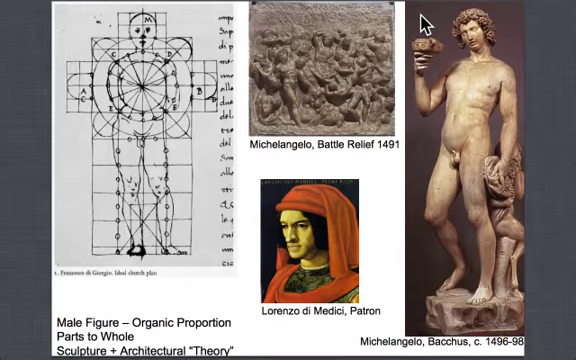 Michelangelo, Battle Relief 1491
1. Francesco di Giorgio. Ideal church plan
Lorenzo di Medici, Patron
Male Figure – Organic Proportion
Parts to Whole
Sculpture + Architectural “Theory”
Michelangelo, Bacchus, c. 1496-98